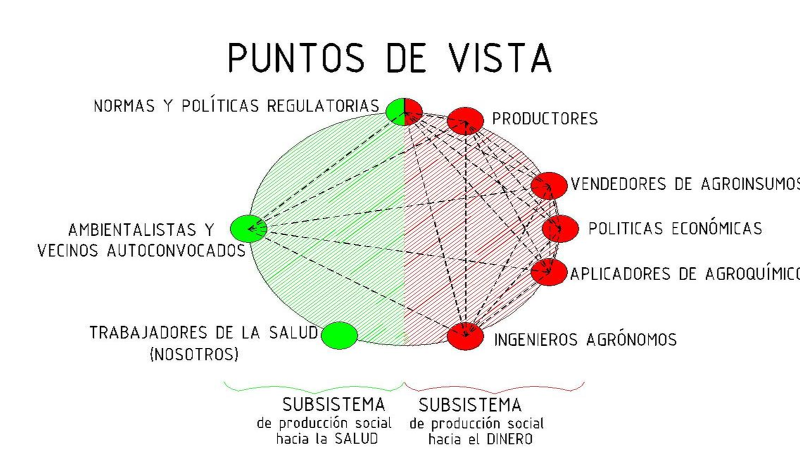 PUNTOS DE VISTA
NORMAS Y POLÍTICAS REGULATORIAS
PRODUCTORES
VENDEDORES DE AGROINSUMOS
AMBIENTALISTAS Y
VECINOS AUTOCONVOCADOS
POLITICAS ECONÓMICAS
APLICADORES DE AGROQUÍMICO
TRABAJADORES DE LA SALUD
(NOSOTROS)
INGENIEROS AGRÓNOMOS
SUBSISTEMA
de producción social
hacia la SALUD
SUBSISTEMA
de producción social
hacia el DINERO